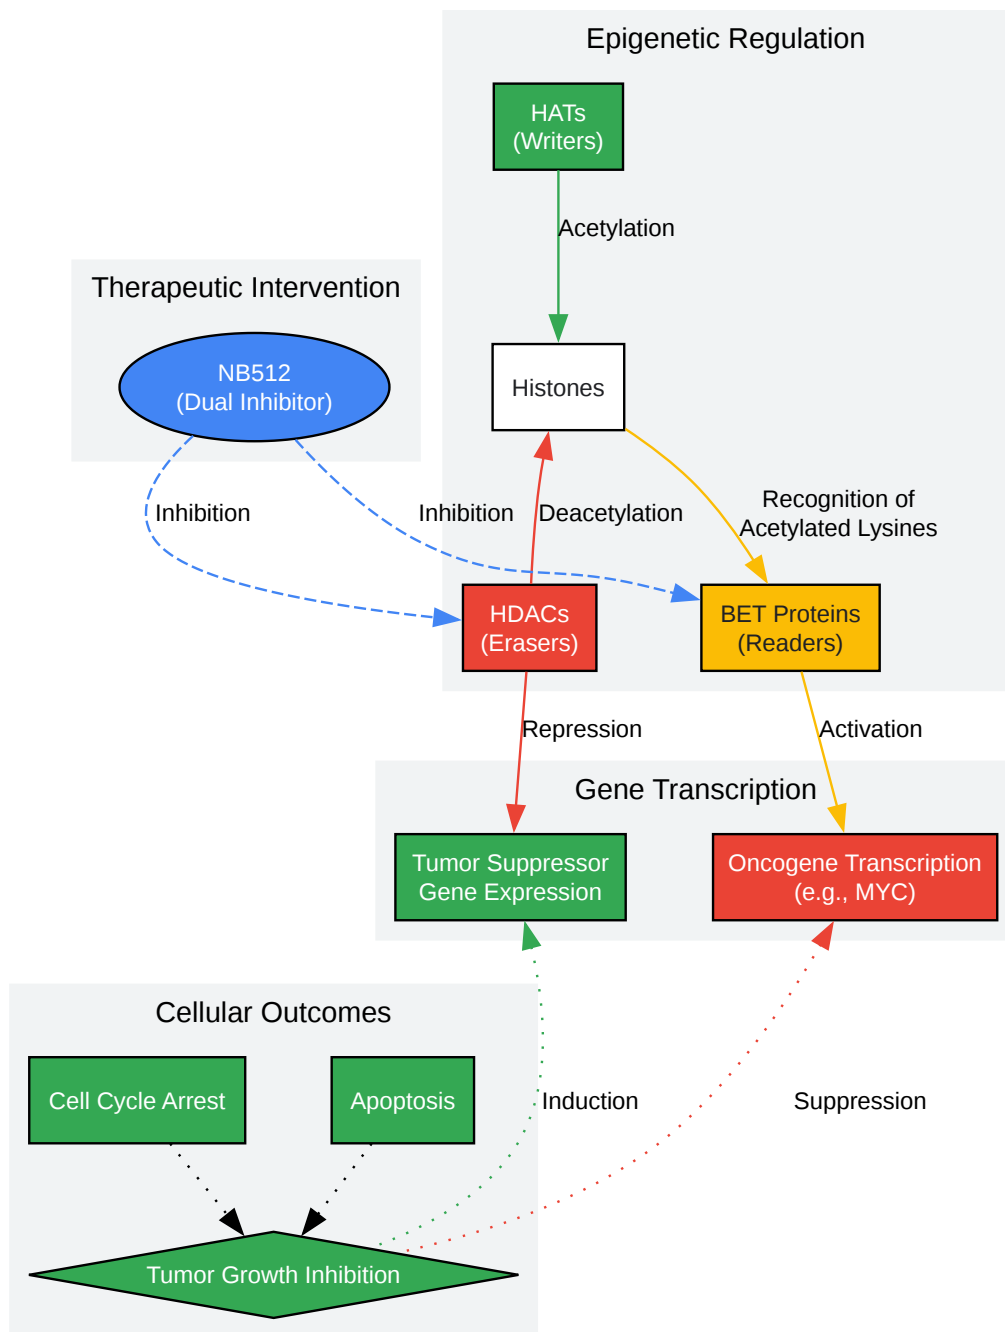 Epigenetic Regulation
HATs
(Writers)
Acetylation
Therapeutic Intervention
NB512
(Dual Inhibitor)
Histones
Inhibition
Inhibition
Deacetylation
Recognition of
Acetylated Lysines
HDACs
(Erasers)
BET Proteins
(Readers)
Repression
Activation
Gene Transcription
Tumor Suppressor
Gene Expression
Oncogene Transcription
(e.g., MYC)
Cellular Outcomes
Cell Cycle Arrest
Apoptosis
Induction
Suppression
Tumor Growth Inhibition